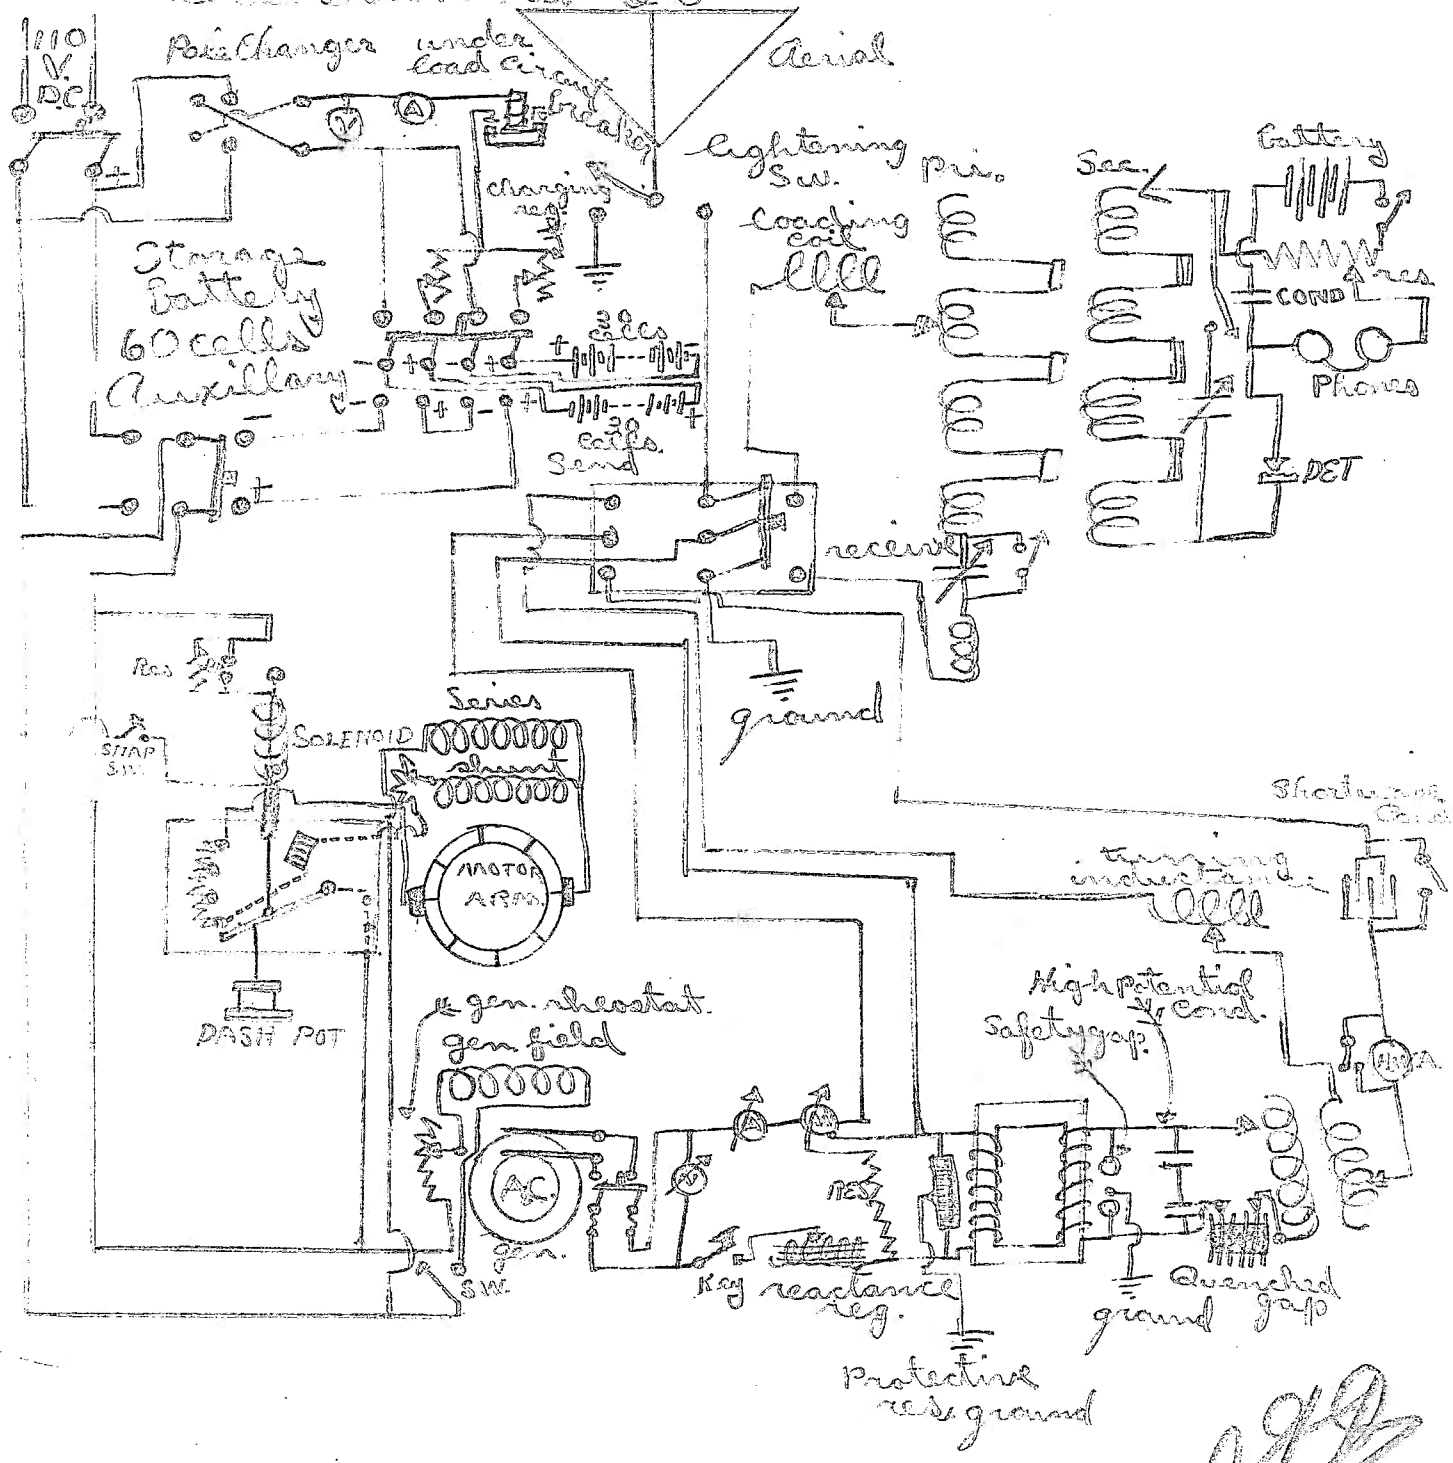 110
V.
D.C.
Pole Changer
under
load Circuit
breaker
Aerial
V
A
+
charging
res.
lightening
Sw.
loading
coil
Pri.
Sec.
battery
res
COND
Phones
DET
Storage
Battery
60 cells
Auxillary
- + - +
+ 30 -
cells
- + - +
- 30 +
cells.
-
+
Send
receive
ground
Res
SNAP
SW.
SOLENOID
Series
shunt
MOTOR
ARM.
DASH POT
gen. rheostat.
gen. field
A.C.
gen.
SW.
A
W
V
RES
Key
reactance
reg.
Protective
res. ground
Shortening
Cond.
tunning
inductance
High potential
Cond.
Safety gap.
H.W.A.
ground
Quenched
gap